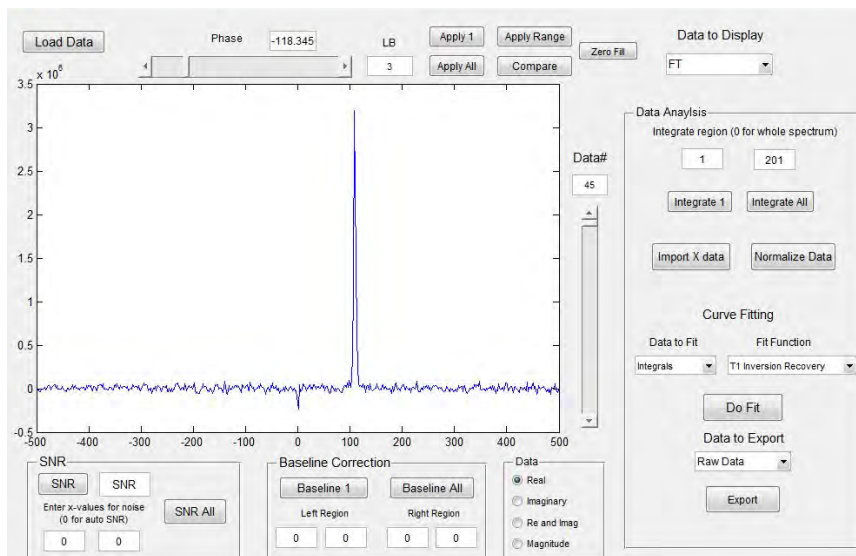 Load Data
Phase
-118.345
LB
3
Apply 1
Apply Range
Apply All
Compare
Zero Fill
Data to Display
FT
x 10^6
3.5
3
2.5
2
1.5
1
0.5
0
-0.5
-500 -400 -300 -200 -100 0 100 200 300 400 500
Data#
45
Data Anaylsis
Integrate region (0 for whole spectrum)
1 201
Integrate 1 Integrate All
Import X data Normalize Data
Curve Fitting
Data to Fit Fit Function
Integrals T1 Inversion Recovery
Do Fit
Data to Export
Raw Data
Export
SNR
SNR SNR
SNR All
Enter x-values for noise
(0 for auto SNR)
0 0
Baseline Correction
Baseline 1 Baseline All
Left Region Right Region
0 0 0 0
Data
Real
Imaginary
Re and Imag
Magnitude